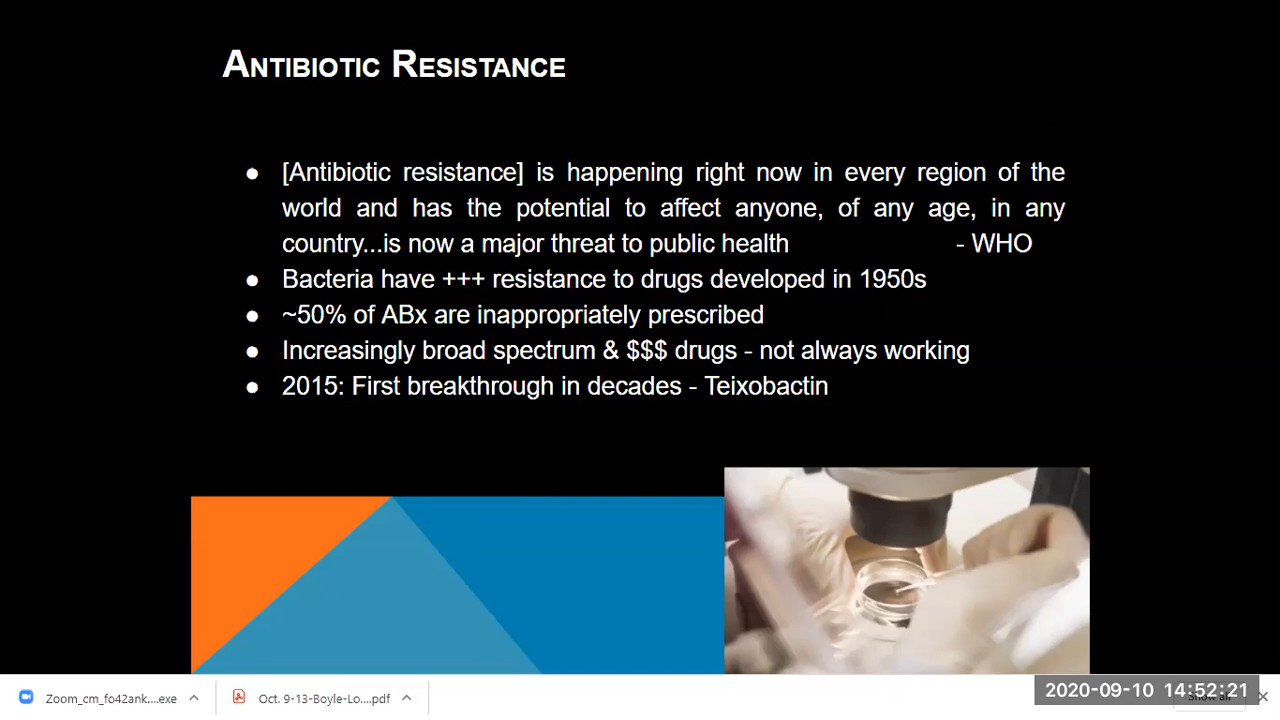 ANTIBIOTIC RESISTANCE
● [Antibiotic resistance] is happening right now in every region of the
world and has the potential to affect anyone, of any age, in any
country...is now a major threat to public health - WHO
● Bacteria have +++ resistance to drugs developed in 1950s
● ~50% of ABx are inappropriately prescribed
● Increasingly broad spectrum & $$$ drugs - not always working
● 2015: First breakthrough in decades - Teixobactin
Zoom_cm_fo42ank....exe
Oct. 9-13-Boyle-Lo....pdf
2020-09-10 14:52:21
Show all